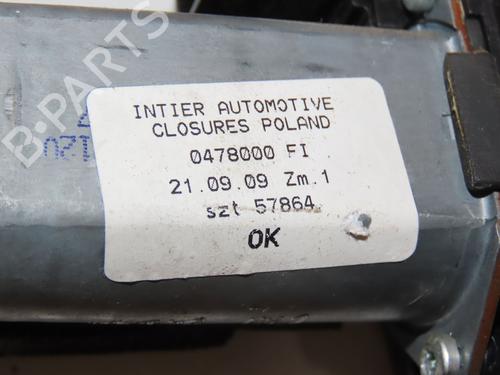 INTIER AUTOMOTIVE
CLOSURES POLAND
0478000 FI
21.09.09 Zm.1
szt 57864
OK
B-PARTS